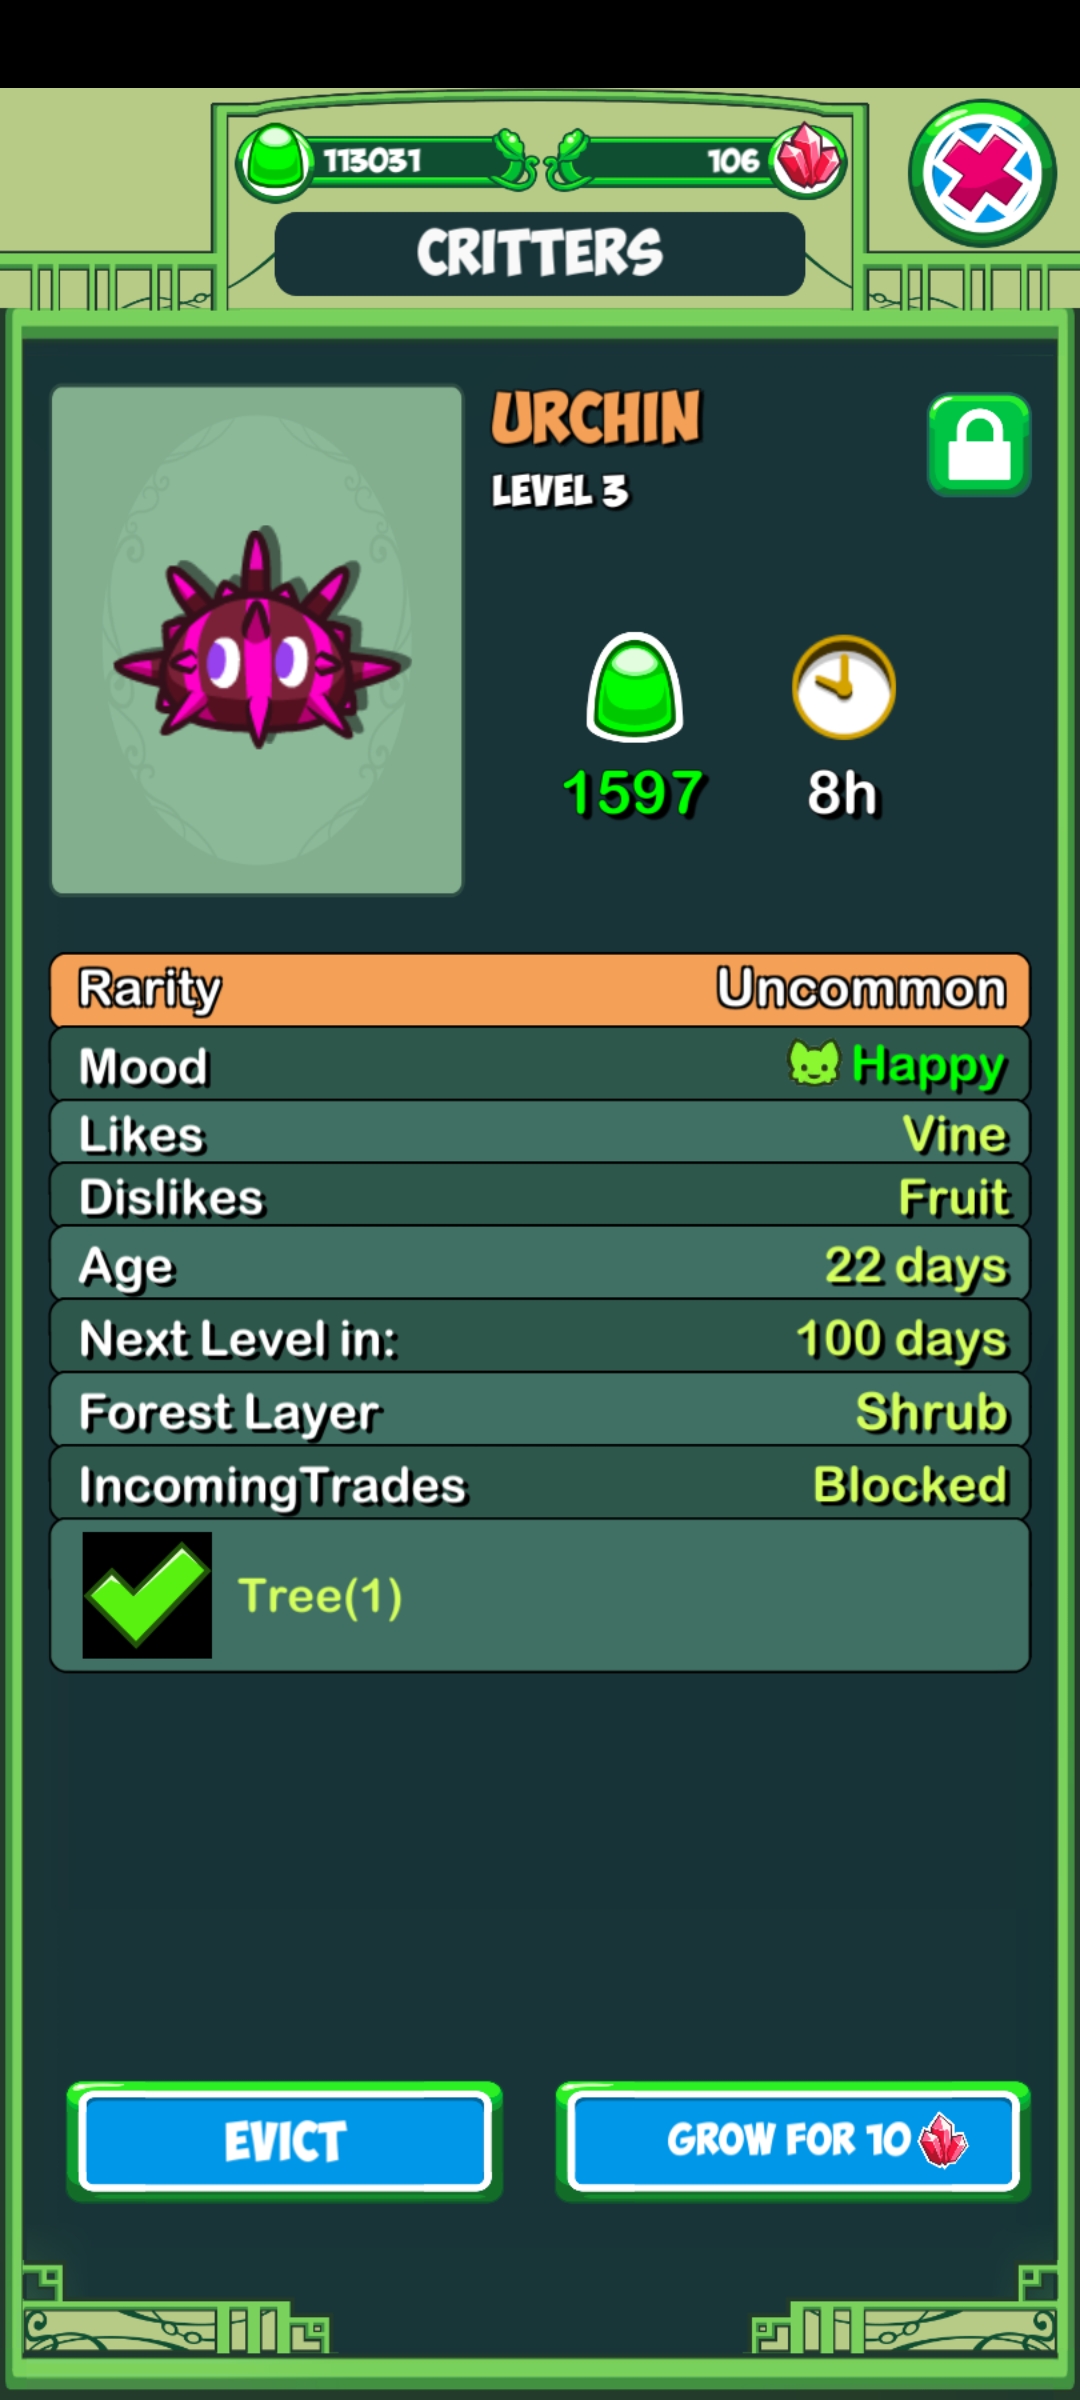 113031
106
CRITTERS
URCHIN
LEVEL 3
1597
8h
Rarity Uncommon
Mood Happy
Likes Vine
Dislikes Fruit
Age 22 days
Next Level in: 100 days
Forest Layer Shrub
IncomingTrades Blocked
Tree(1)
EVICT
GROW FOR 10